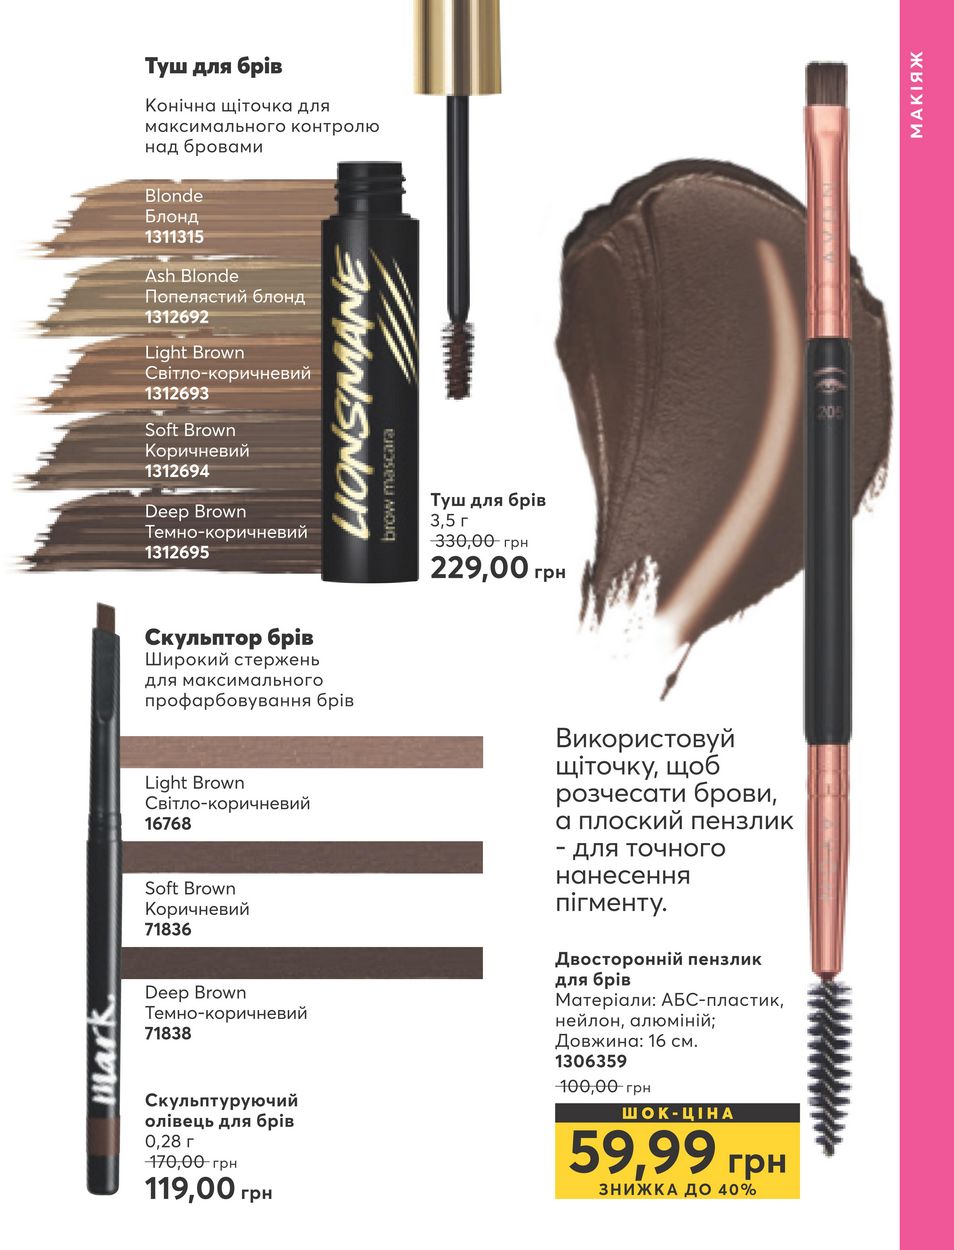 МАКІЯЖ
Туш для брів
Конічна щіточка для
максимального контролю
над бровами
Blonde
Блонд
1311315
Ash Blonde
Попелястий блонд
1312692
Light Brown
Світло-коричневий
1312693
Soft Brown
Коричневий
1312694
Deep Brown
Темно-коричневий
1312695
LIONSMANE
brow mascara
Туш для брів
3,5 г
330,00 грн
229,00 грн
AVON
205
Скульптор брів
Широкий стержень
для максимального
профарбовування брів
Light Brown
Світло-коричневий
16768
Soft Brown
Коричневий
71836
Deep Brown
Темно-коричневий
71838
mark.
Скульптуруючий
олівець для брів
0,28 г
170,00 грн
119,00 грн
Використовуй
щіточку, щоб
розчесати брови,
а плоский пензлик
- для точного
нанесення
пігменту.
Двосторонній пензлик
для брів
Матеріали: АБС-пластик,
нейлон, алюміній;
Довжина: 16 см.
1306359
100,00 грн
ШОК-ЦІНА
59,99 грн
ЗНИЖКА ДО 40%